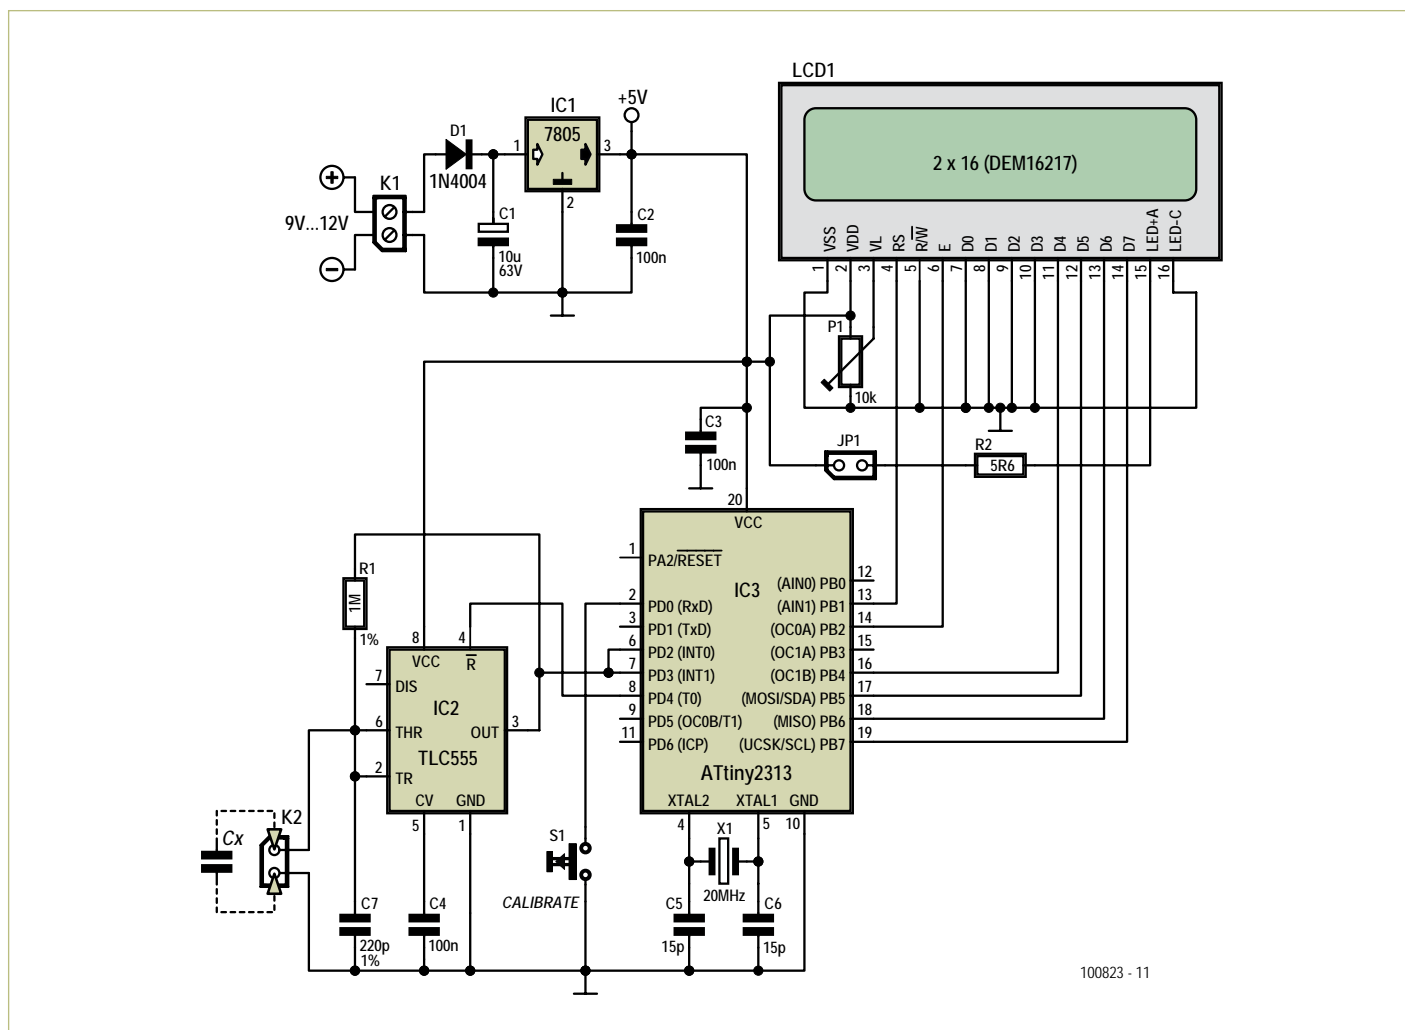 LCD1
2 x 16 (DEM16217)
VSS
VDD
VL
RS
R/W
E
D0
D1
D2
D3
D4
D5
D6
D7
LED+A
LED-C
1
2
3
4
5
6
7
8
9
10
11
12
13
14
15
16
+5V
IC1
7805
1
3
2
D1
1N4004
K1
9V...12V
C1
10u
63V
C2
100n
P1
10k
JP1
R2
5R6
C3
100n
20
VCC
1
PA2/RESET
IC3
2
PD0 (RxD)
3
PD1 (TxD)
6
PD2 (INT0)
7
PD3 (INT1)
8
PD4 (T0)
9
PD5 (OC0B/T1)
11
PD6 (ICP)
(AIN0) PB0
12
(AIN1) PB1
13
(OC0A) PB2
14
(OC1A) PB3
15
(OC1B) PB4
16
(MOSI/SDA) PB5
17
(MISO) PB6
18
(UCSK/SCL) PB7
19
ATtiny2313
XTAL2
XTAL1
GND
4
5
10
X1
20MHz
C5
15p
C6
15p
R1
1M
1%
8
4
VCC
R
7
DIS
IC2
6
THR
OUT
3
TLC555
2
TR
CV
GND
5
1
K2
Cx
C7
220p
1%
C4
100n
S1
CALIBRATE
100823 - 11